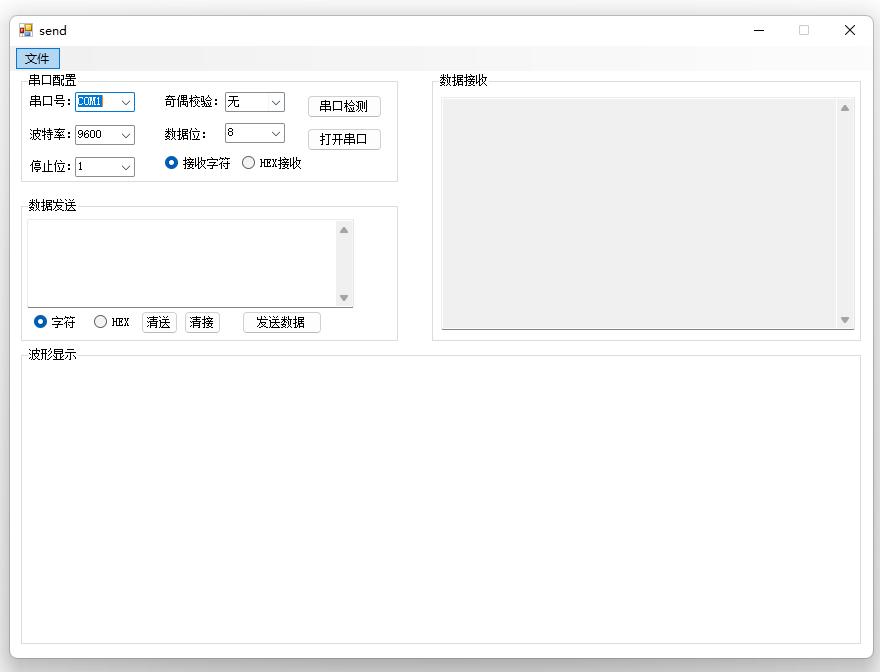 send
文件
串口配置
串口号: COM1 奇偶校验: 无 串口检测
波特率: 9600 数据位: 8 打开串口
停止位: 1 接收字符 HEX接收
数据接收
数据发送
字符 HEX 清送 清接 发送数据
波形显示